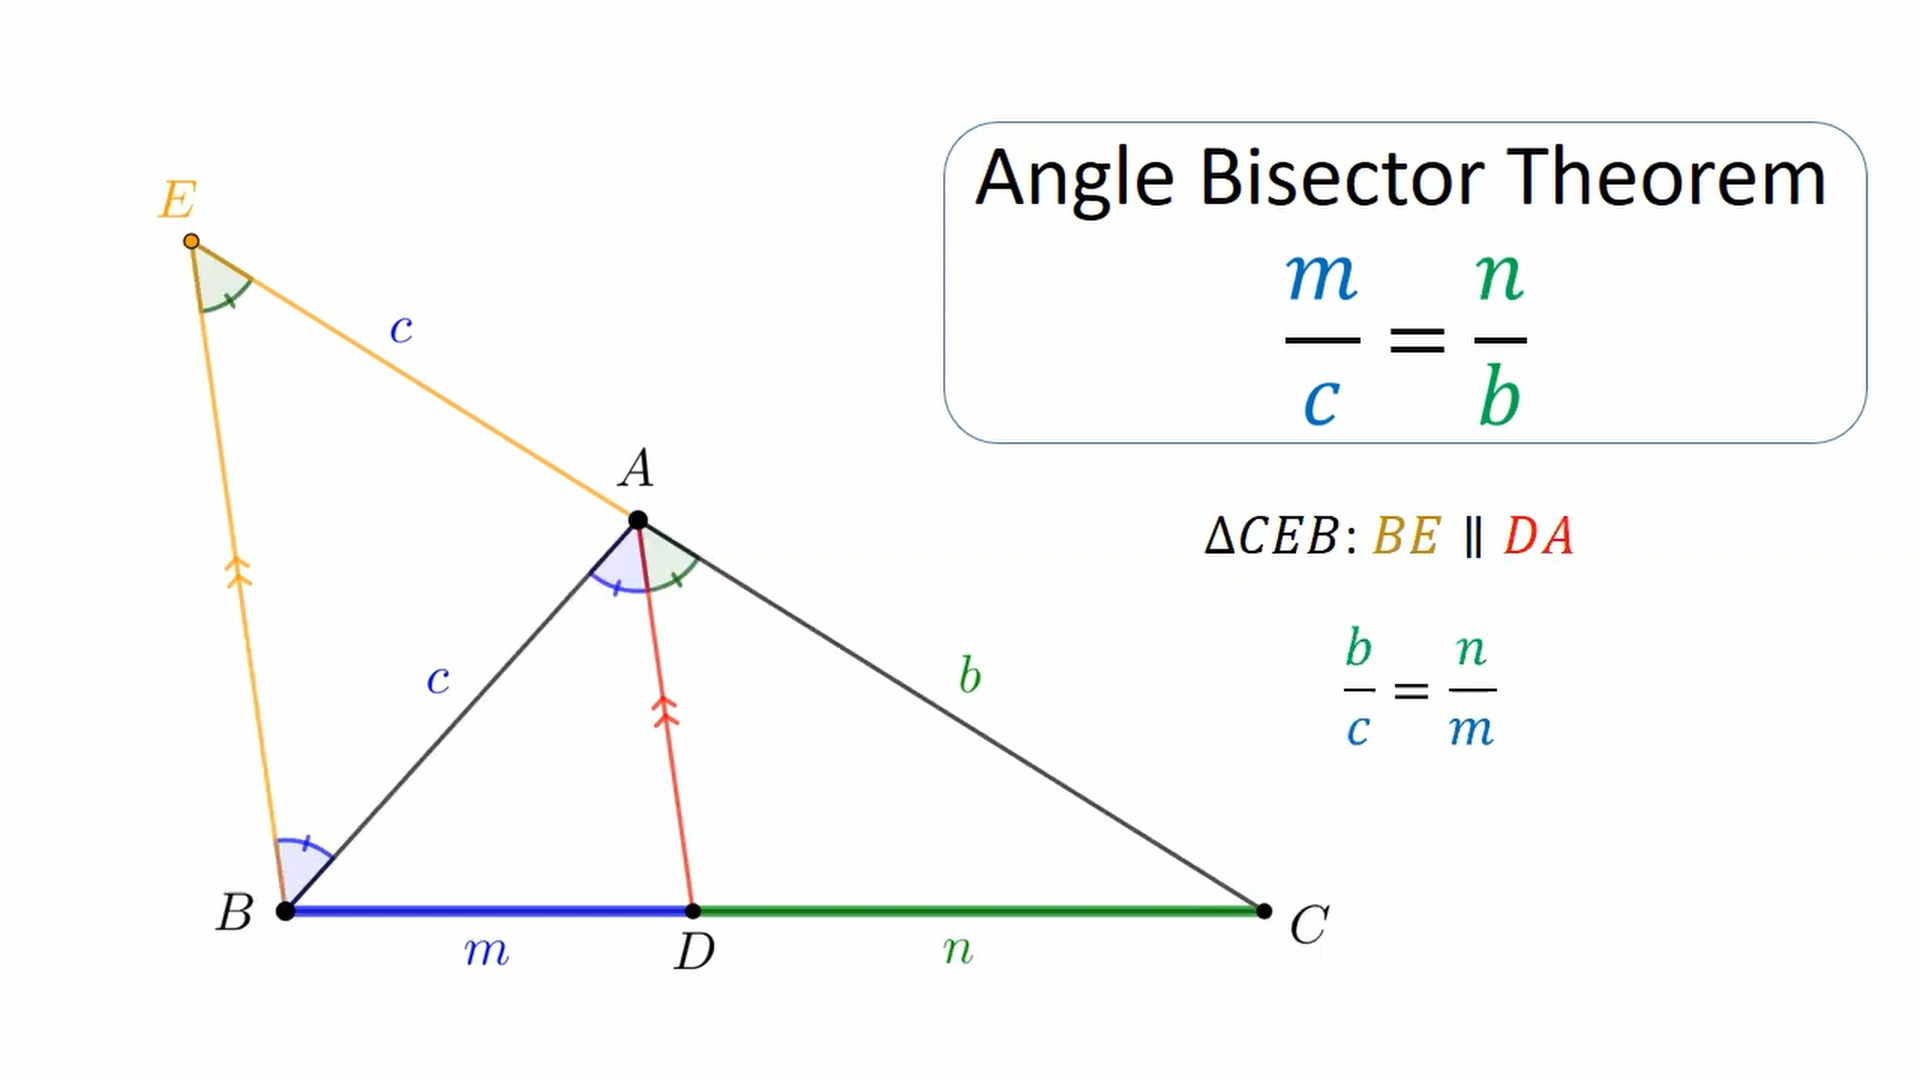 Angle Bisector Theorem
m/c = n/b
E
c
A
ΔCEB: BE ∥ DA
b/c = n/m
c
b
B
m
D
n
C